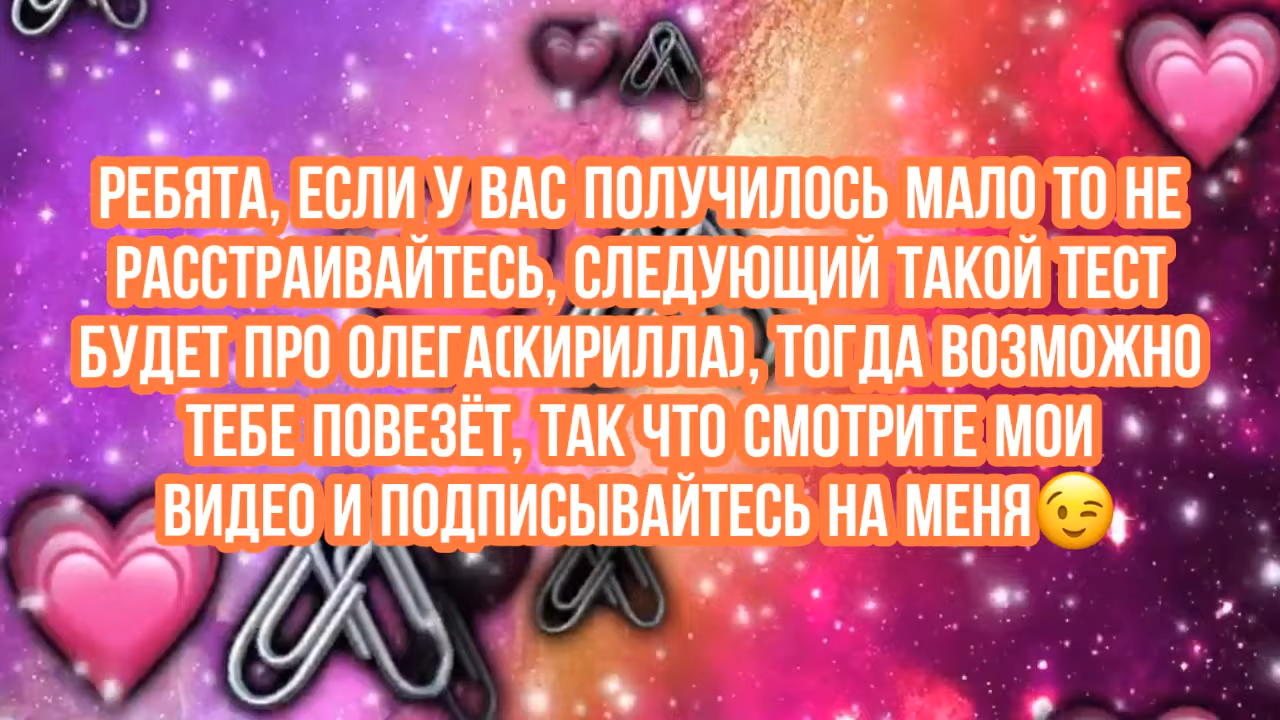 РЕБЯТА, ЕСЛИ У ВАС ПОЛУЧИЛОСЬ МАЛО ТО НЕ
РАССТРАИВАЙТЕСЬ, СЛЕДУЮЩИЙ ТАКОЙ ТЕСТ
БУДЕТ ПРО ОЛЕГА(КИРИЛЛА), ТОГДА ВОЗМОЖНО
ТЕБЕ ПОВЕЗЁТ, ТАК ЧТО СМОТРИТЕ МОИ
ВИДЕО И ПОДПИСЫВАЙТЕСЬ НА МЕНЯ😉